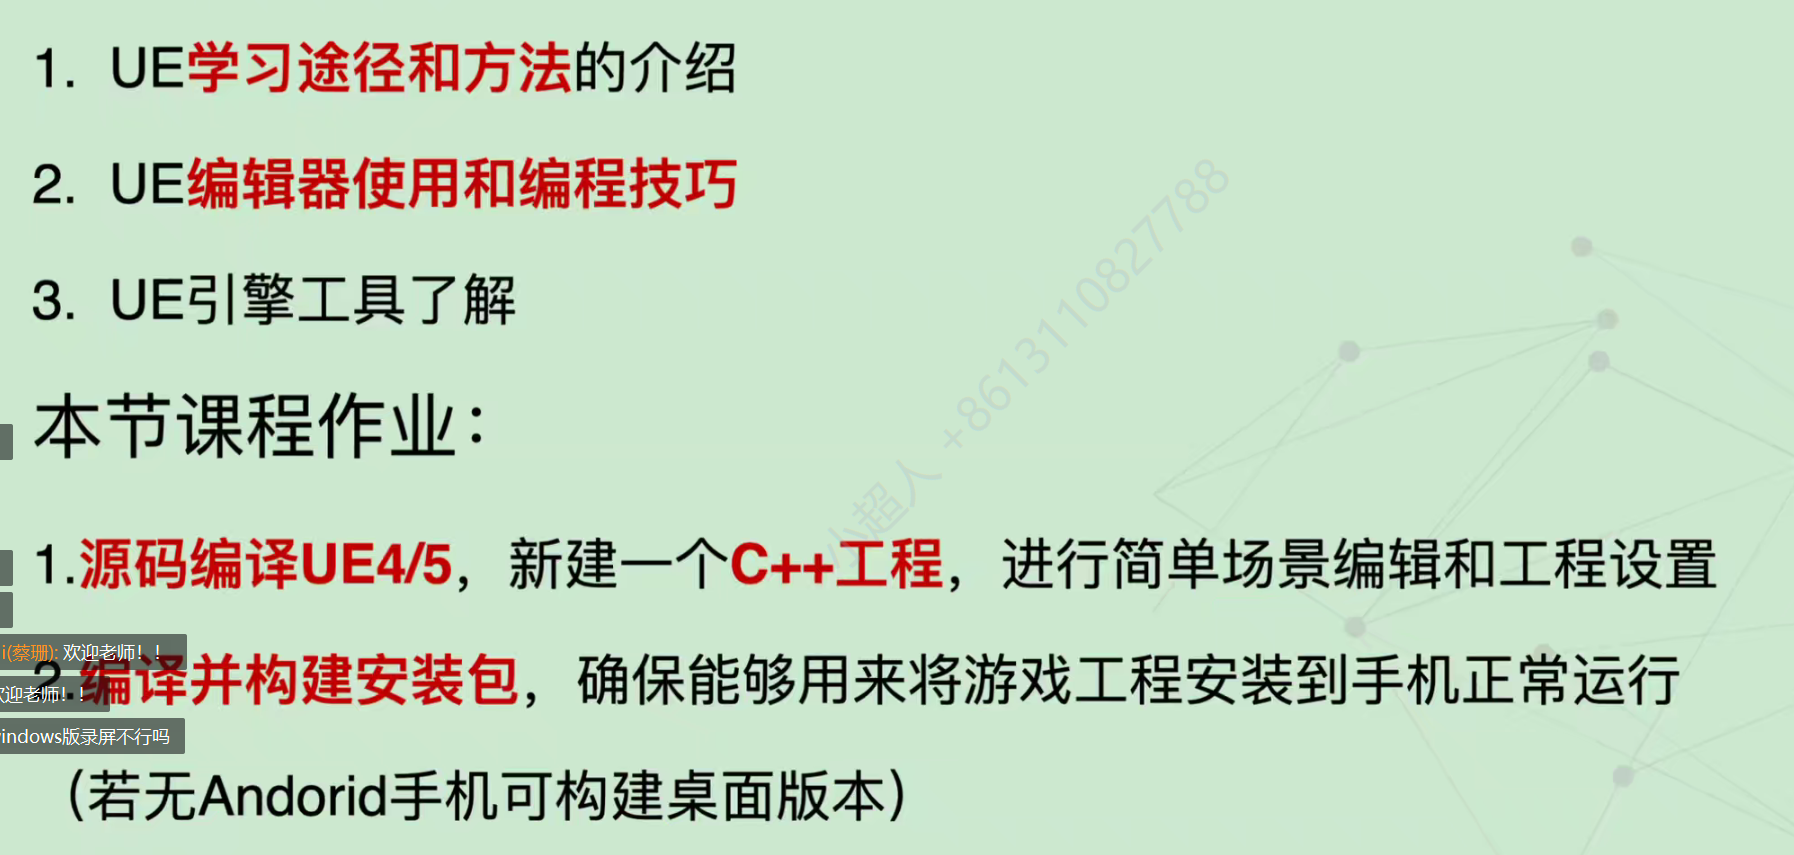 1. UE学习途径和方法的介绍
2. UE编辑器使用和编程技巧
3. UE引擎工具了解
小超人 +8613110827788
本节课程作业：
1.源码编译UE4/5，新建一个C++工程，进行简单场景编辑和工程设置
i(蔡珊): 欢迎老师！！
2.编译并构建安装包，确保能够用来将游戏工程安装到手机正常运行
欢迎老师！！
windows版录屏不行吗
（若无Andorid手机可构建桌面版本）